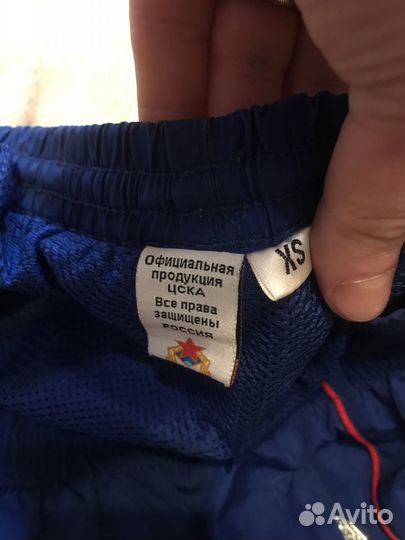 Официальная
продукция
ЦСКА
Все права
защищены
РОССИЯ
XS
Avito